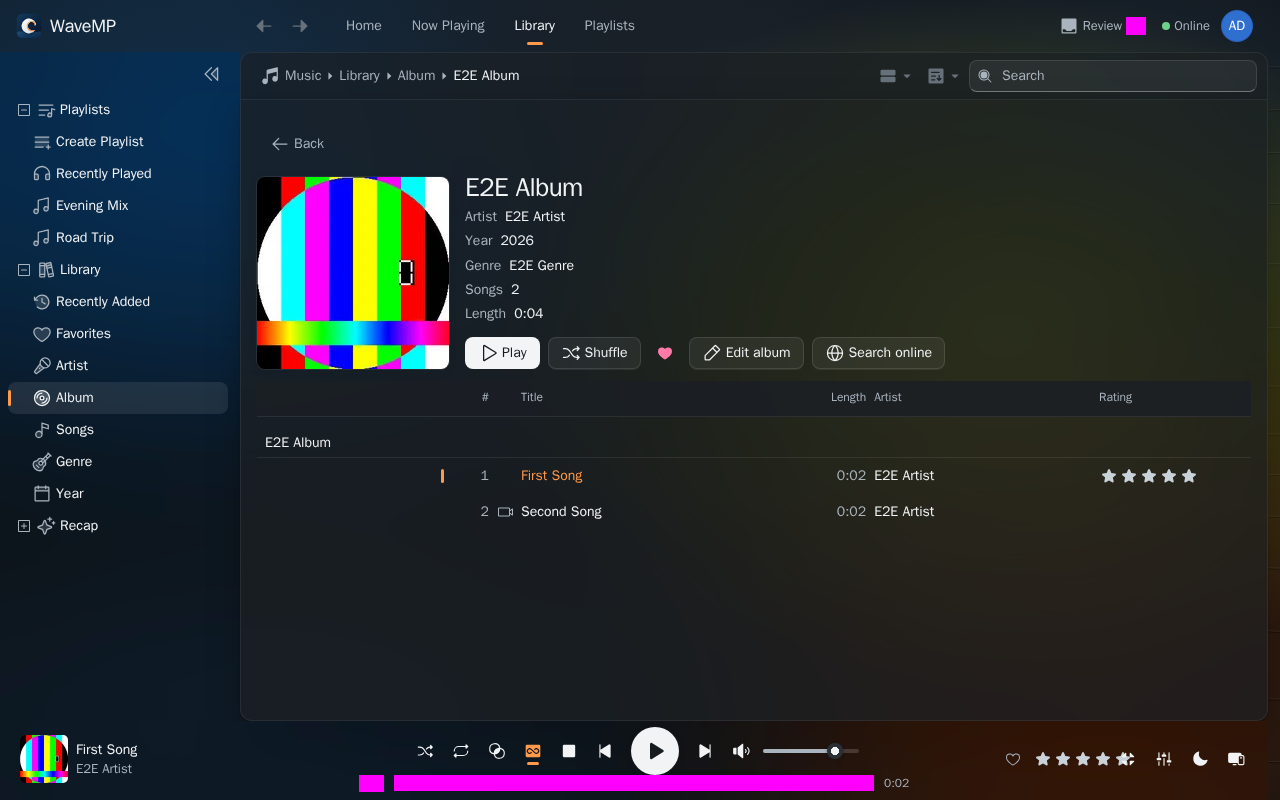 WaveMP
Home
Now Playing
Library
Playlists
Review
Online
AD
Music
Library
Album
E2E Album
Search
Playlists
Create Playlist
Recently Played
Evening Mix
Road Trip
Library
Recently Added
Favorites
Artist
Album
Songs
Genre
Year
Recap
Back
E2E Album
Artist E2E Artist
Year 2026
Genre E2E Genre
Songs 2
Length 0:04
Play
Shuffle
Edit album
Search online
# Title Length Artist Rating
E2E Album
1 First Song 0:02 E2E Artist
2 Second Song 0:02 E2E Artist
First Song
E2E Artist
0:02